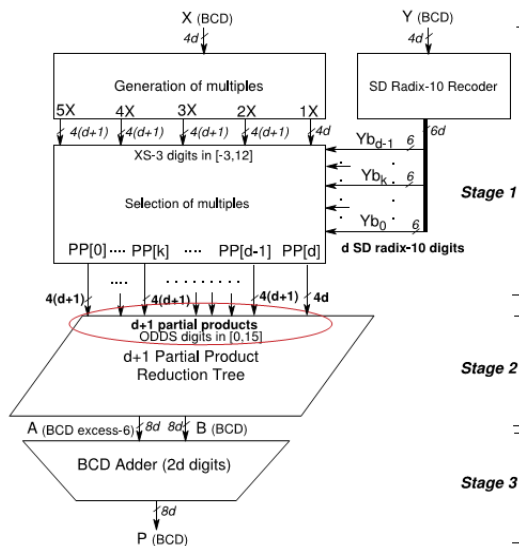 X (BCD)
Y (BCD)
4d
4d
Generation of multiples
SD Radix-10 Recoder
5X 4X 3X 2X 1X
4(d+1) 4(d+1) 4(d+1) 4(d+1) 4d
6d
XS-3 digits in [-3,12]
Yb d-1 6
Selection of multiples
Yb k 6
Stage 1
Yb 0 6
d SD radix-10 digits
PP[0] .... PP[k] .... PP[d-1] PP[d]
.... . . . . . . . . .
4(d+1) 4(d+1) 4(d+1) 4d
d+1 partial products
ODDS digits in [0,15]
d+1 Partial Product
Reduction Tree
Stage 2
A (BCD excess-6) 8d 8d B (BCD)
BCD Adder (2d digits)
Stage 3
8d
P (BCD)